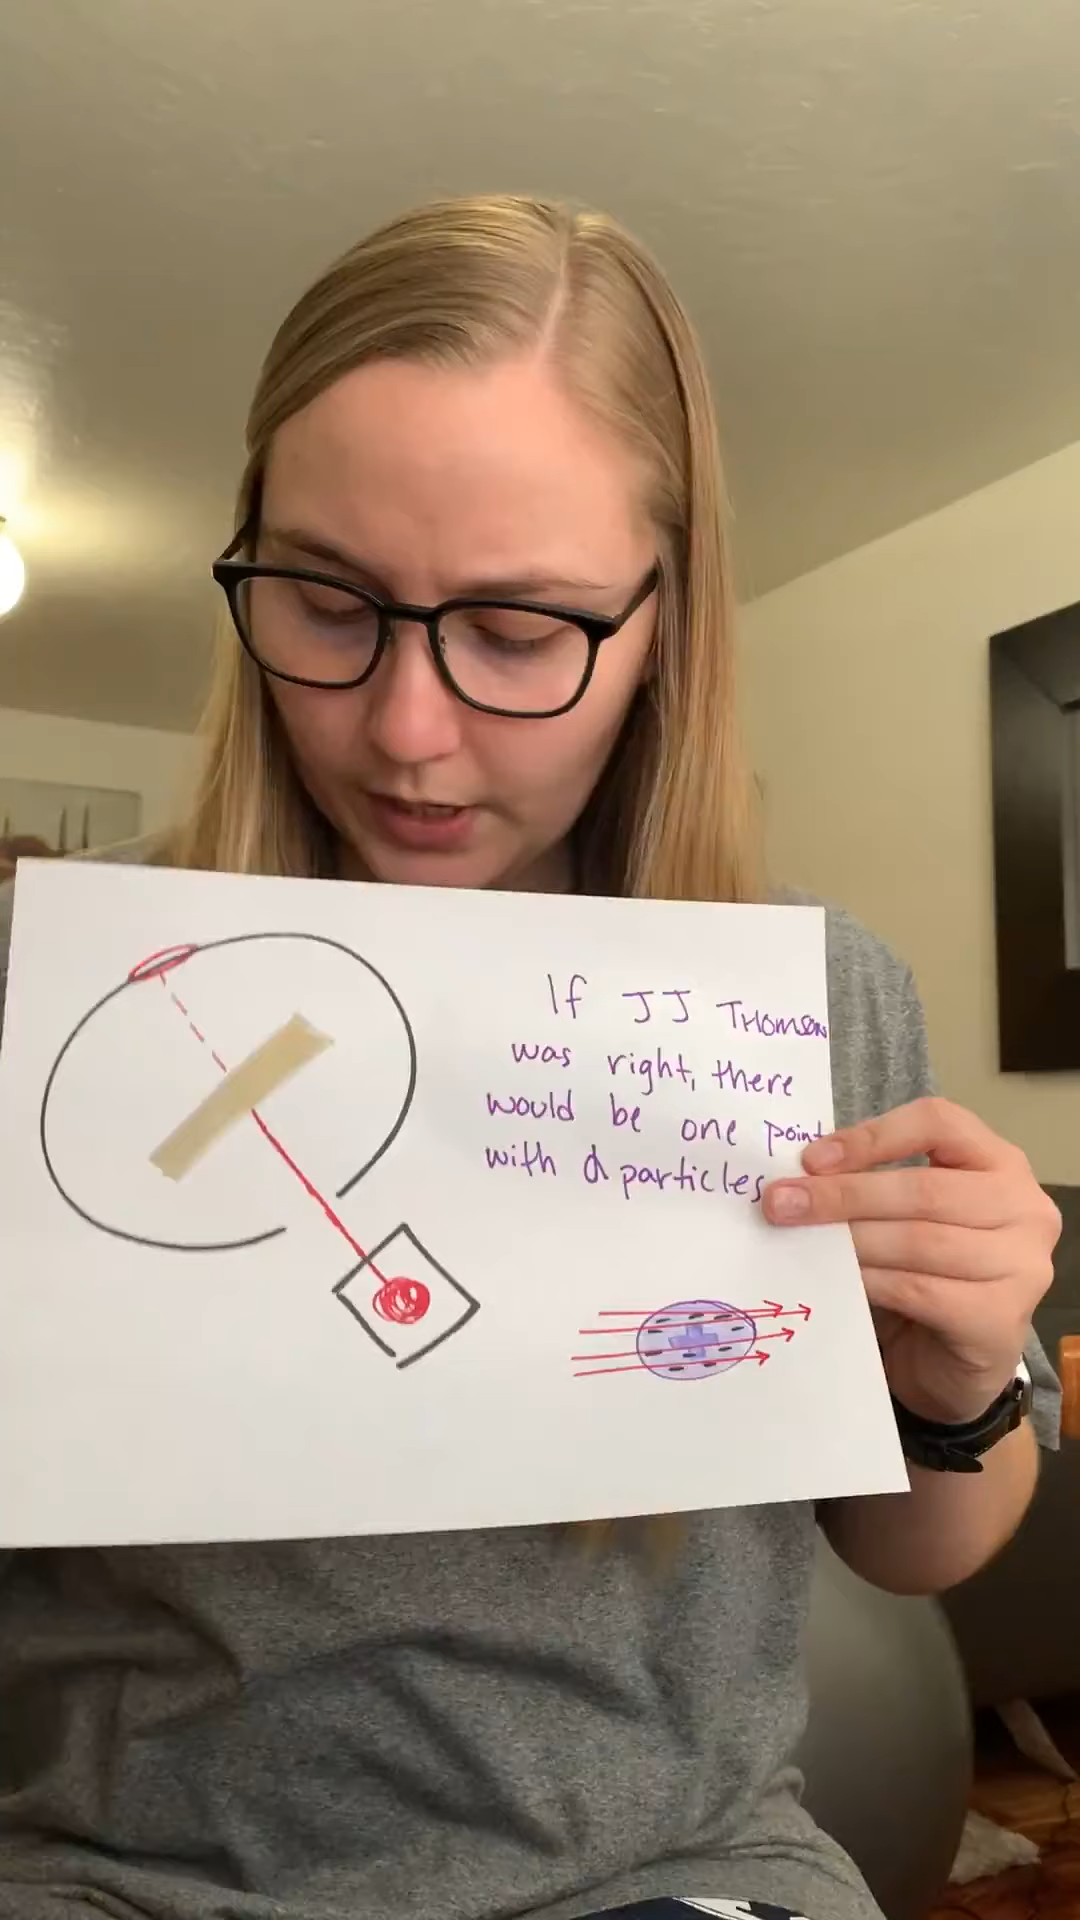 If JJ THOMSON
was right, there
would be one point
with α particles